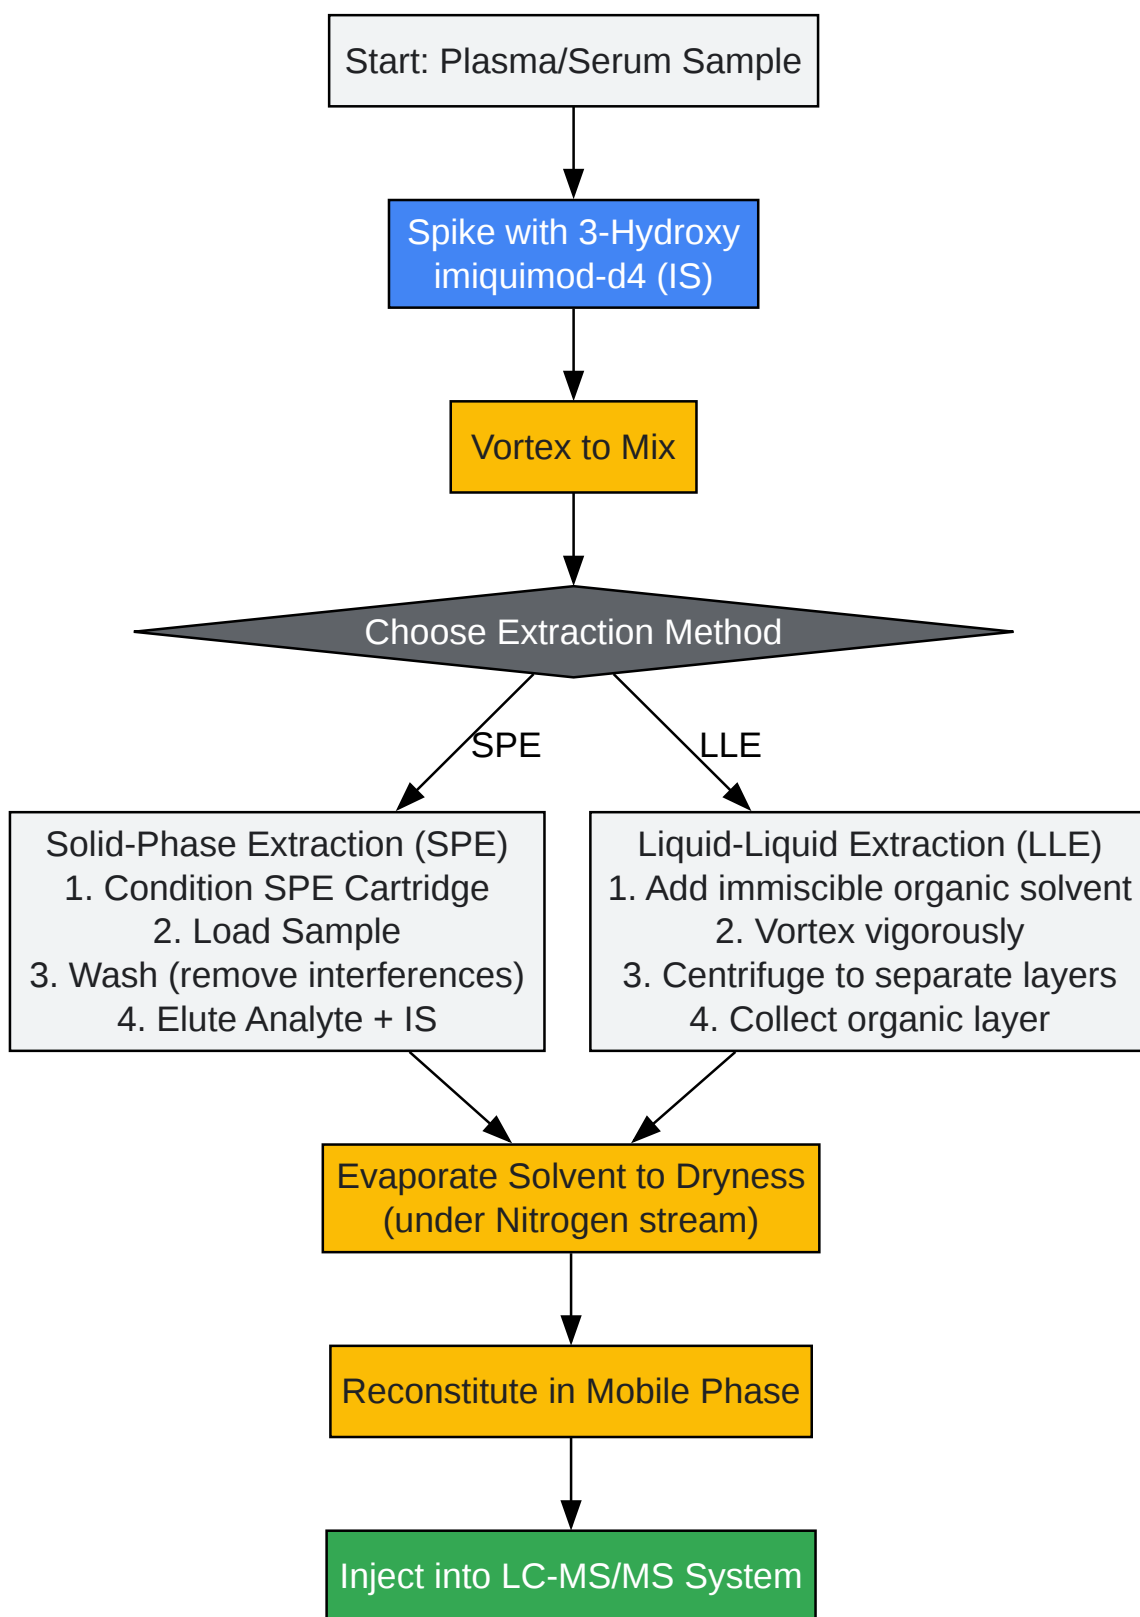 Start: Plasma/Serum Sample
Spike with 3-Hydroxy
imiquimod-d4 (IS)
Vortex to Mix
Choose Extraction Method
SPE
LLE
Solid-Phase Extraction (SPE)
1. Condition SPE Cartridge
2. Load Sample
3. Wash (remove interferences)
4. Elute Analyte + IS
Liquid-Liquid Extraction (LLE)
1. Add immiscible organic solvent
2. Vortex vigorously
3. Centrifuge to separate layers
4. Collect organic layer
Evaporate Solvent to Dryness
(under Nitrogen stream)
Reconstitute in Mobile Phase
Inject into LC-MS/MS System